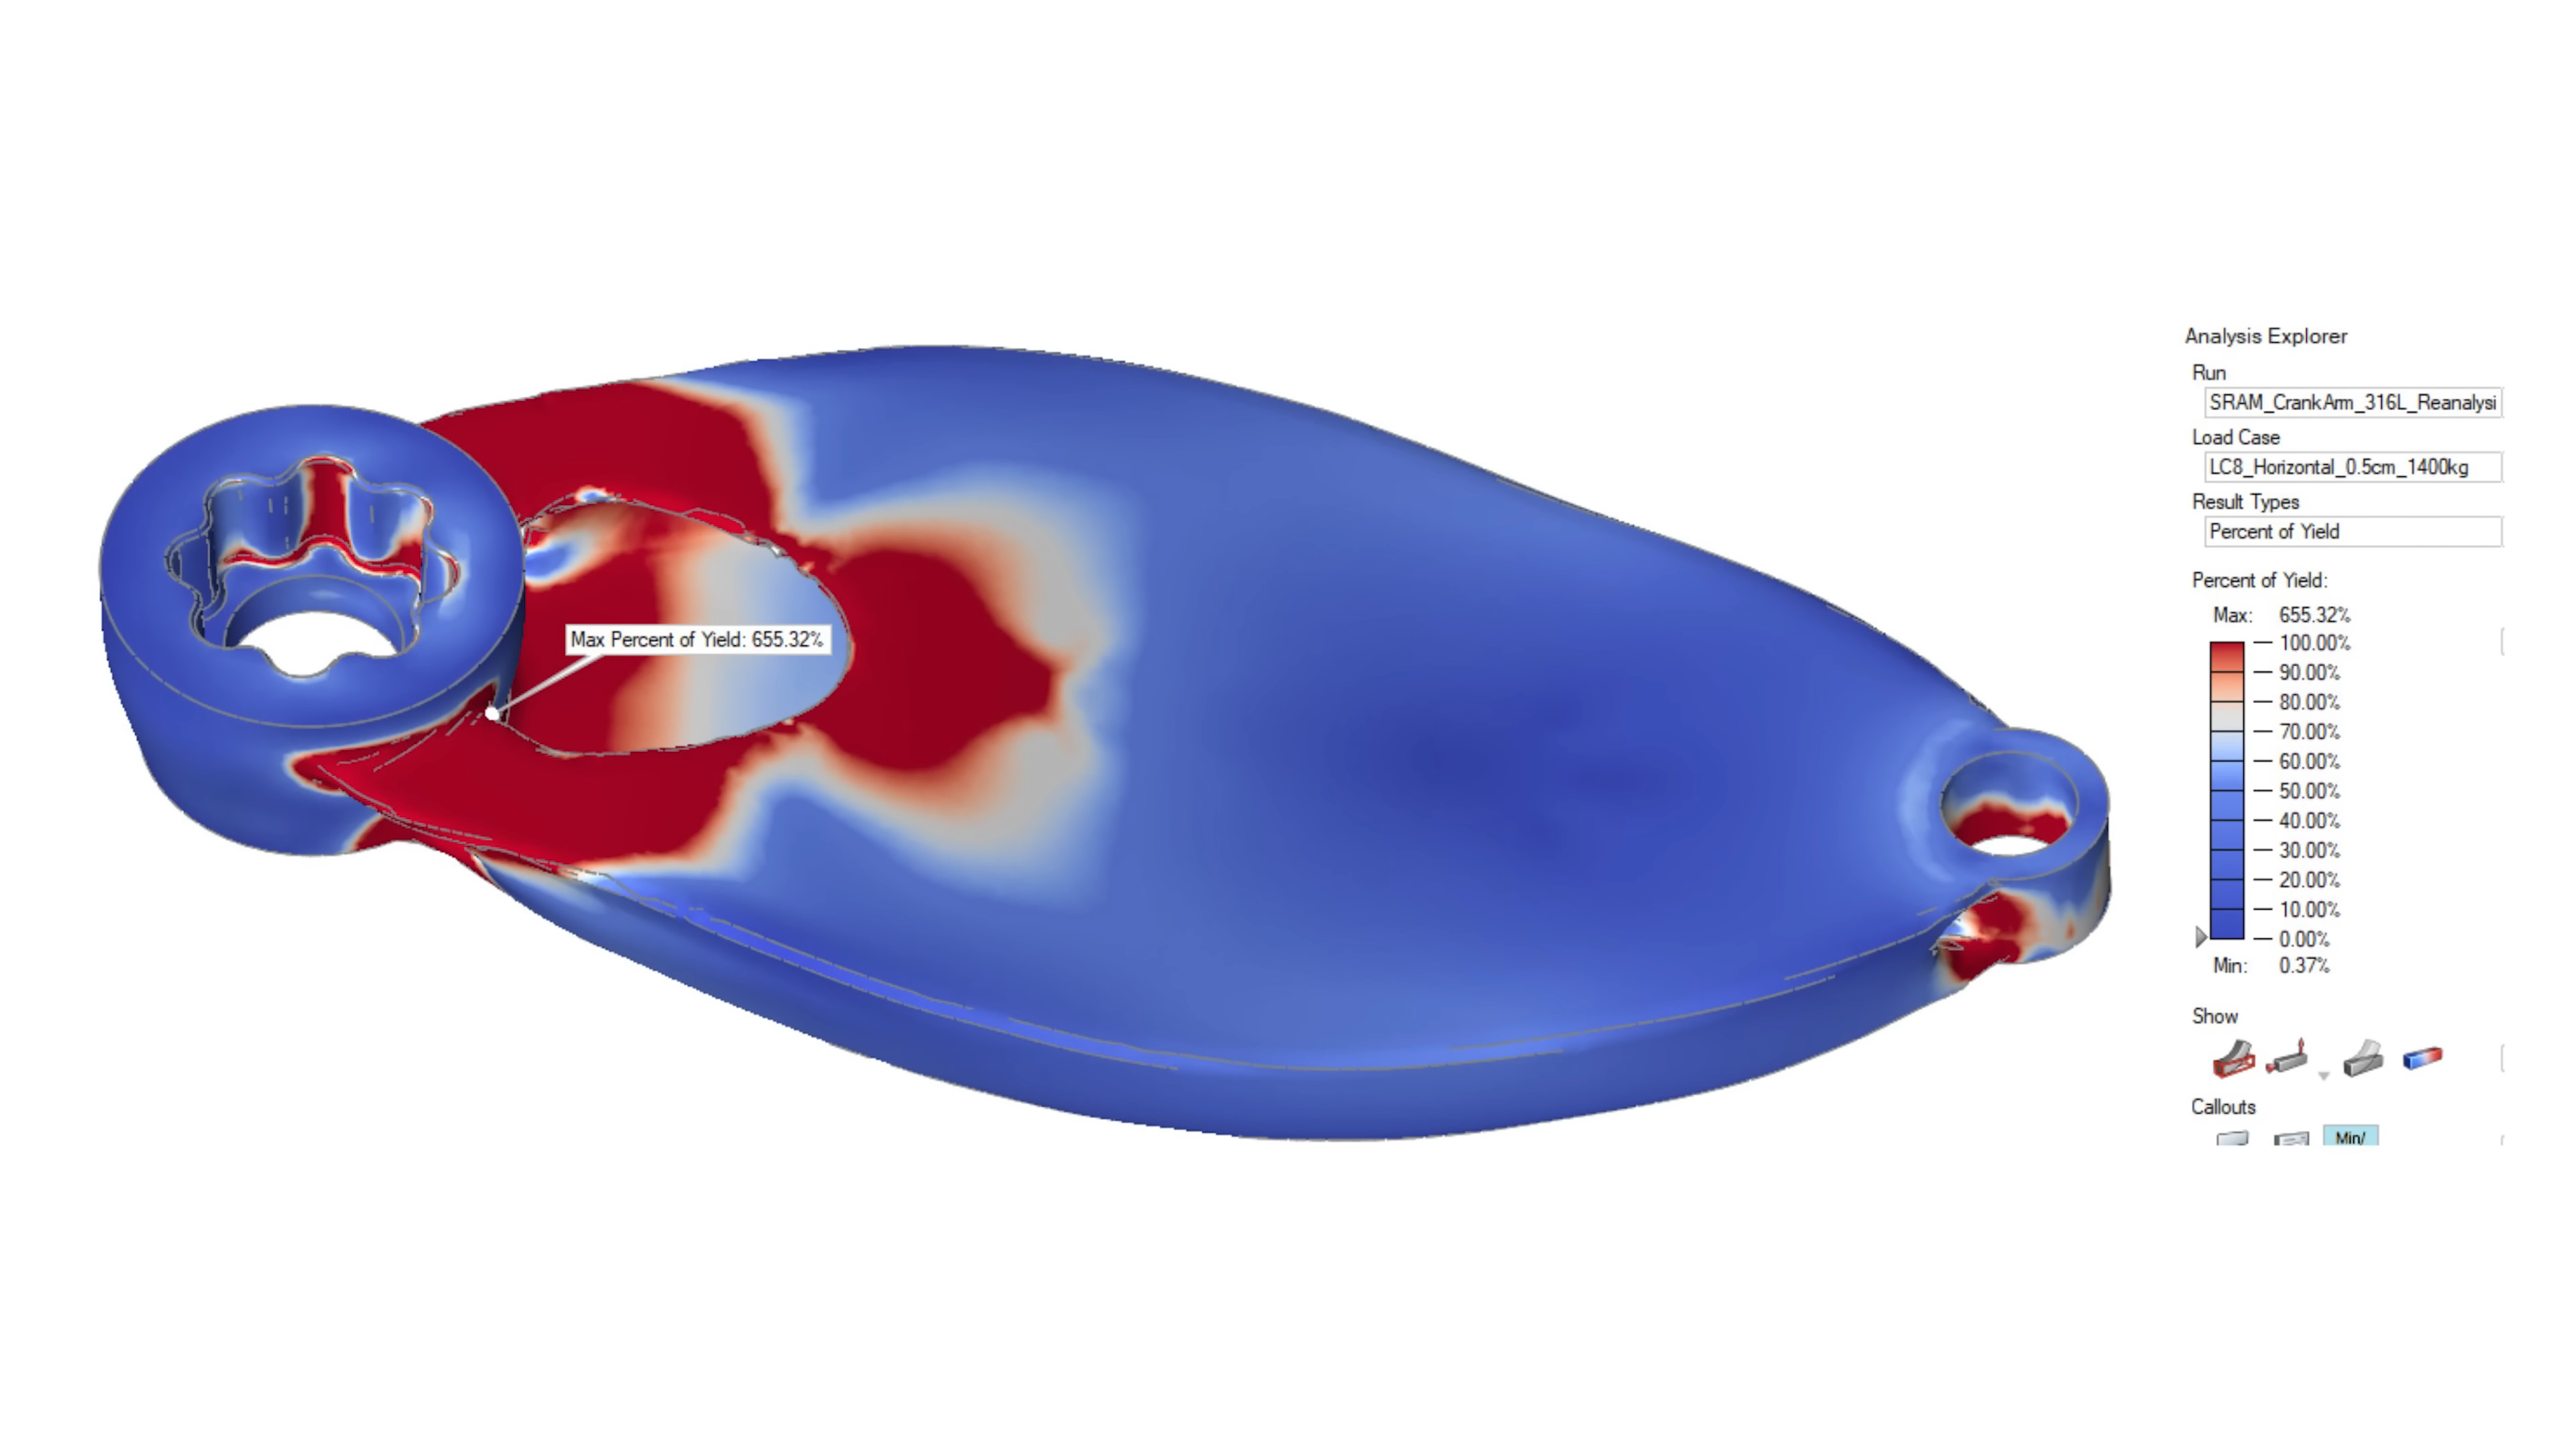 Analysis Explorer
Run
SRAM_CrankArm_316L_Reanalysi
Load Case
LC8_Horizontal_0.5cm_1400kg
Result Types
Percent of Yield
Percent of Yield:
Max: 655.32%
100.00%
90.00%
80.00%
70.00%
60.00%
50.00%
40.00%
30.00%
20.00%
10.00%
0.00%
Min: 0.37%
Show
Callouts
Min/
Max Percent of Yield: 655.32%